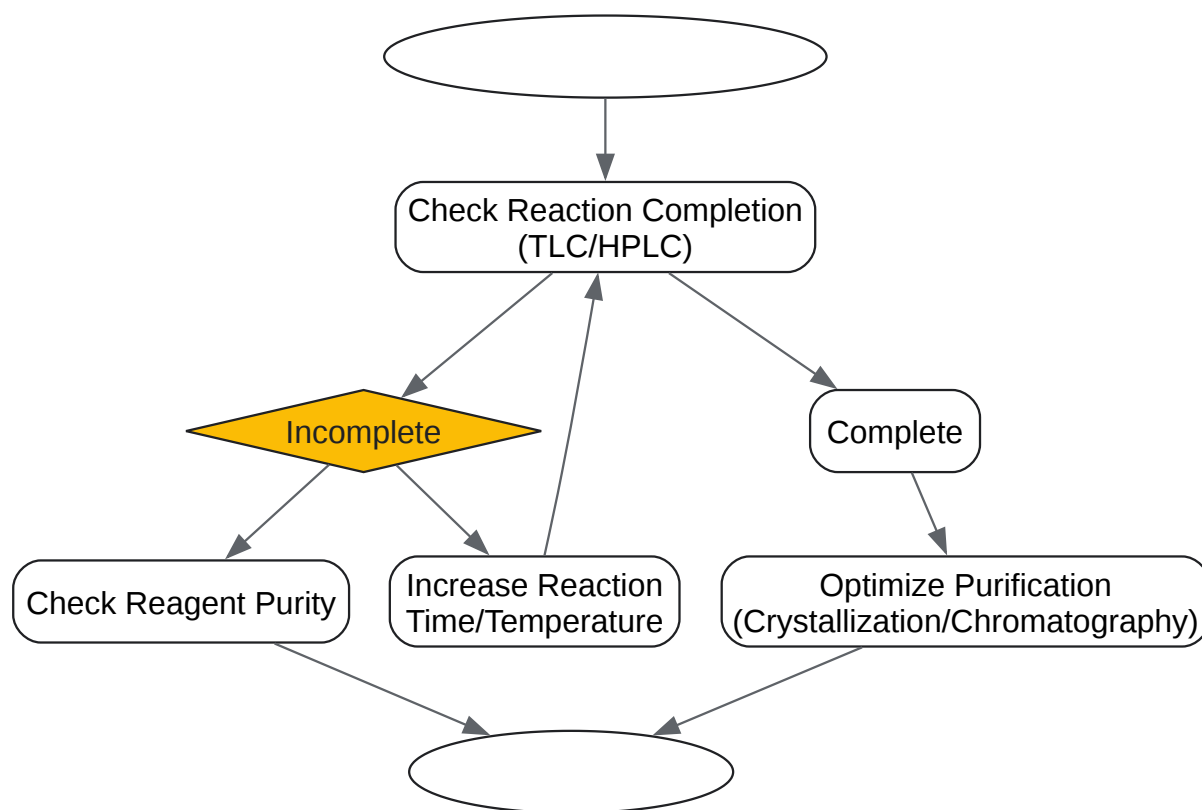 Check Reaction Completion
(TLC/HPLC)
Incomplete
Complete
Check Reagent Purity
Increase Reaction
Time/Temperature
Optimize Purification
(Crystallization/Chromatography)